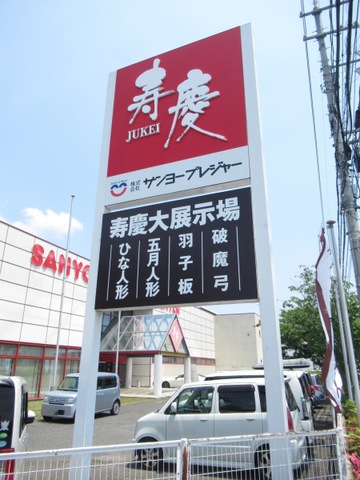 寿慶
JUKEI
株式会社 サンヨープレジャー
寿慶大展示場
破魔弓
羽子板
五月人形
ひな人形
SANYO